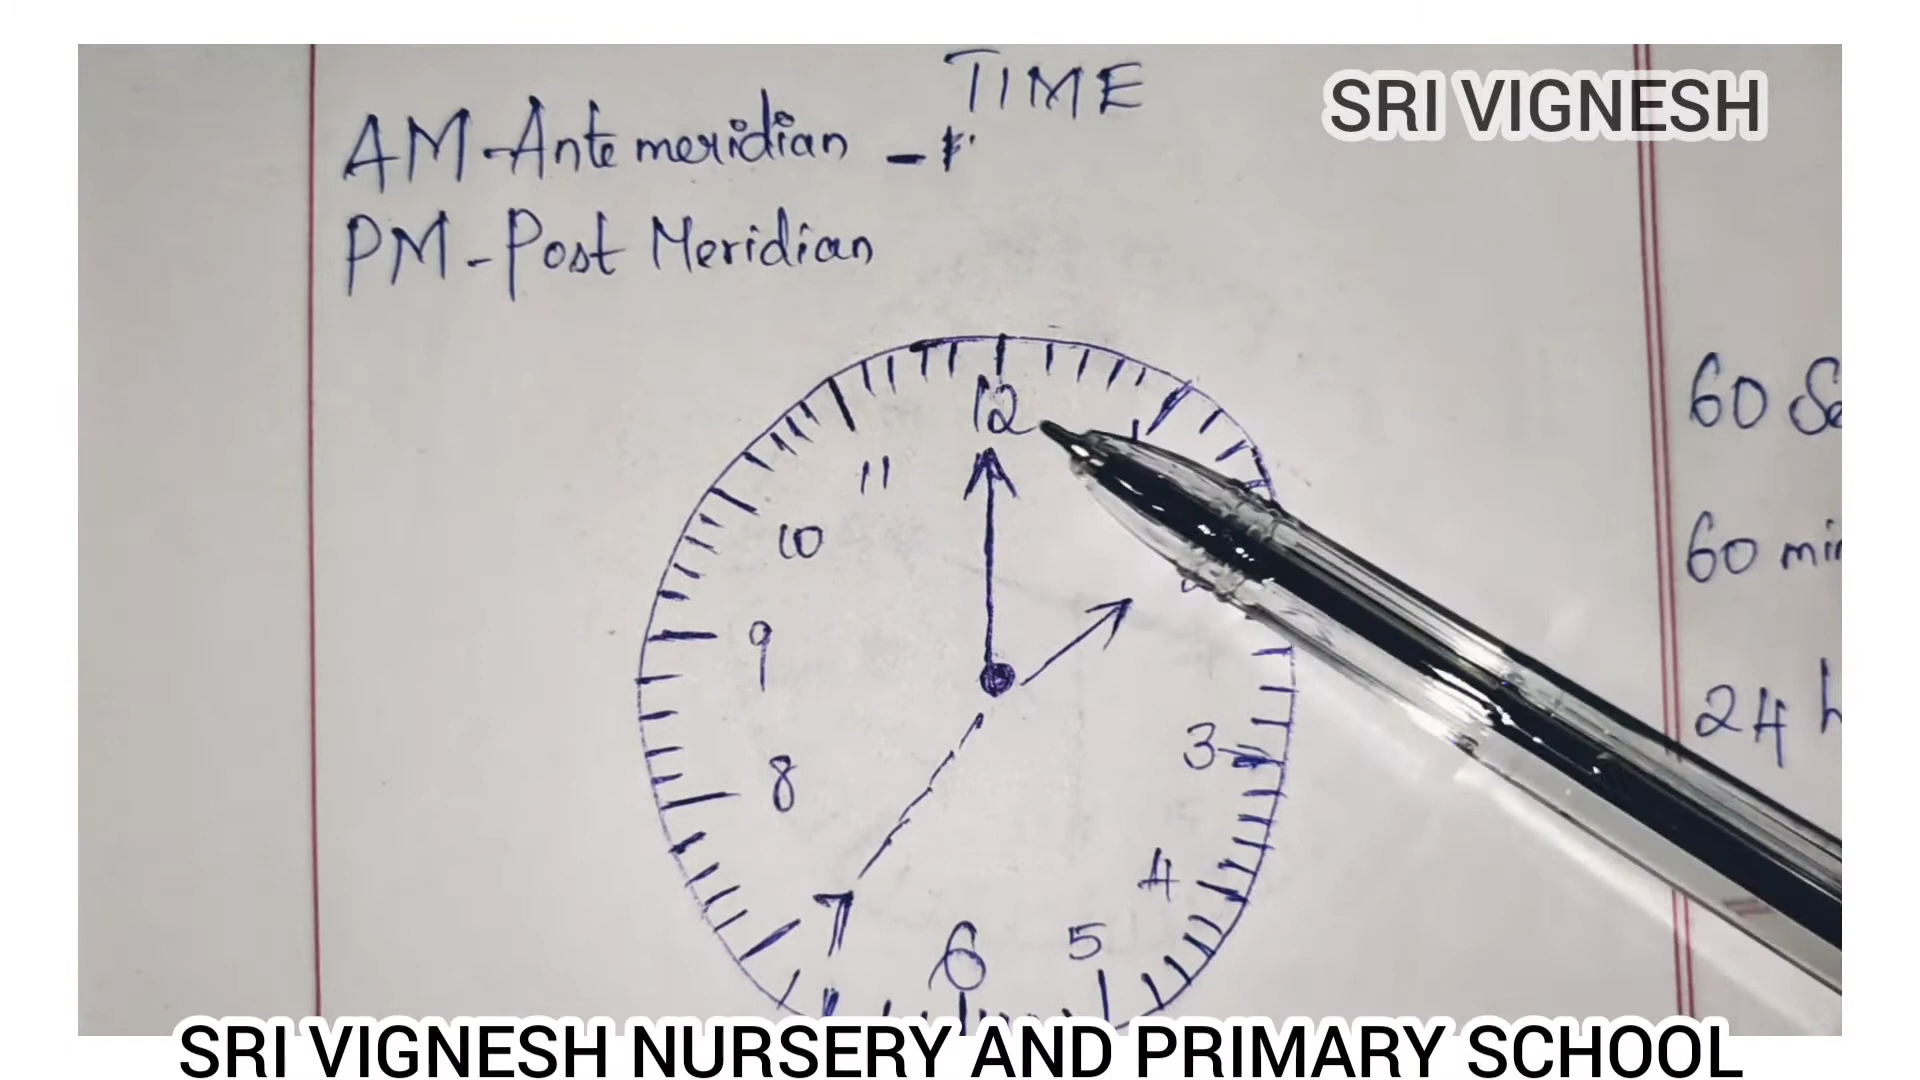 TIME
SRI VIGNESH
AM-Ante meridian -
PM-Post Meridian
60
60
24
12
11
10
9
8
7
6
5
4
3
SRI VIGNESH NURSERY AND PRIMARY SCHOOL